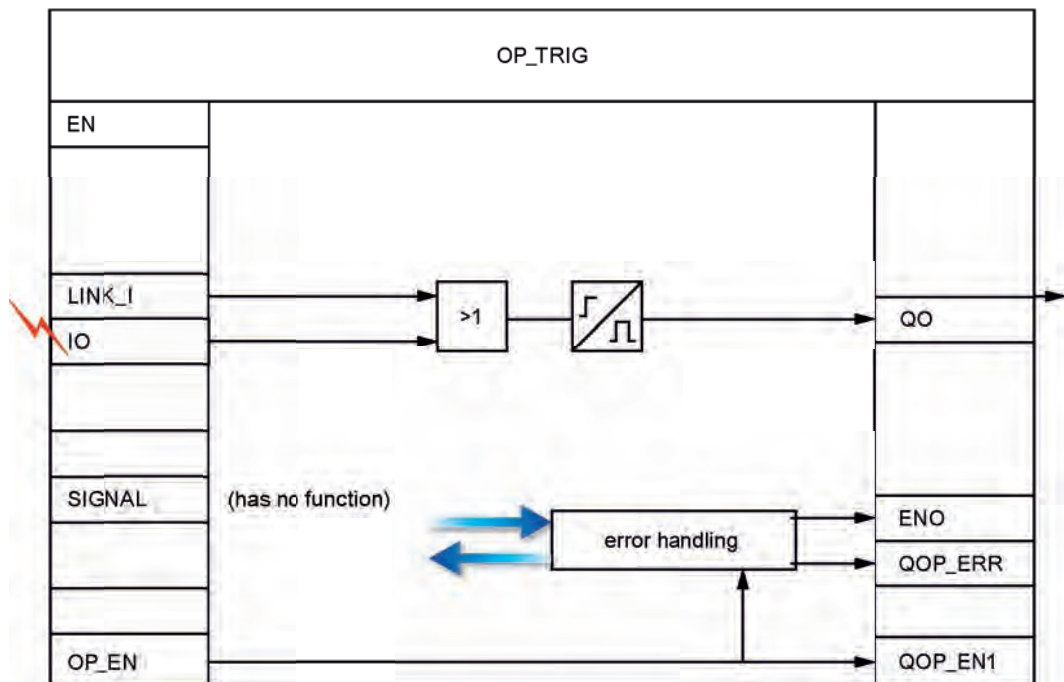 OP_TRIG
EN
LINK_I
>1
QO
IO
SIGNAL
(has no function)
ENO
error handling
QOP_ERR
OP_EN
QOP_EN1